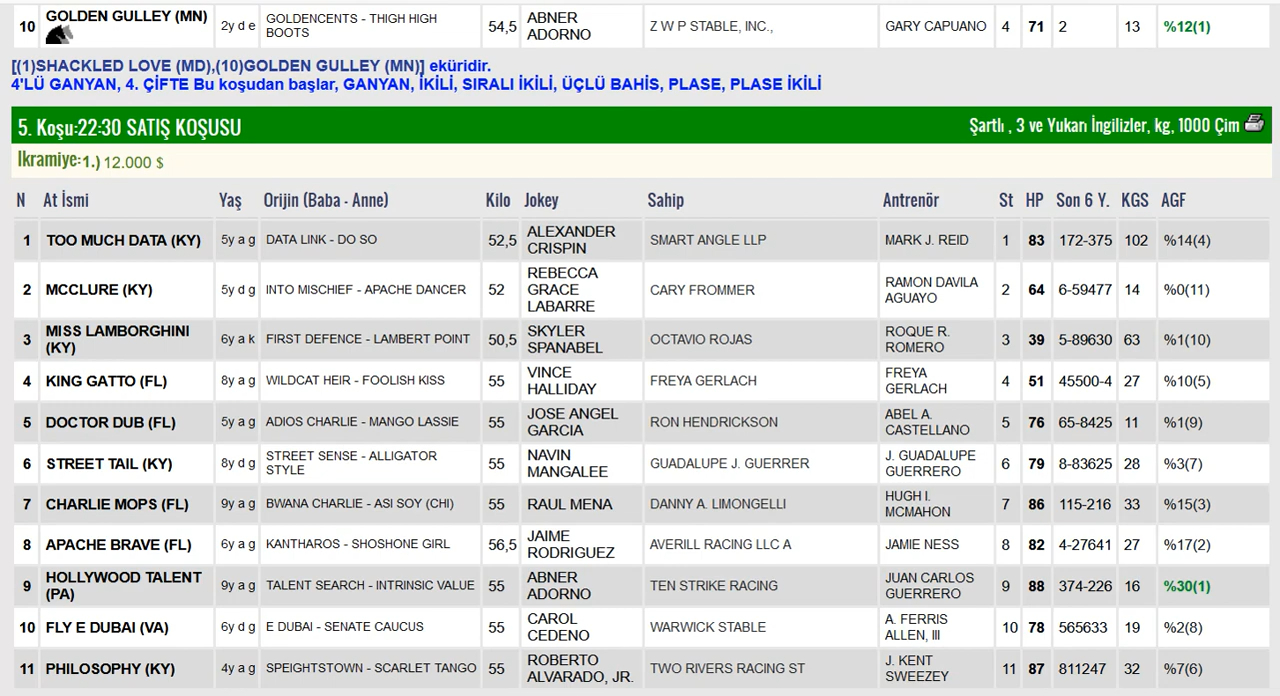 10 GOLDEN GULLEY (MN) 2y d e GOLDENCENTS - THIGH HIGH BOOTS 54,5 ABNER ADORNO Z W P STABLE, INC., GARY CAPUANO 4 71 2 13 %12(1)
[(1)SHACKLED LOVE (MD),(10)GOLDEN GULLEY (MN)] eküridir.
4'LÜ GANYAN, 4. ÇİFTE Bu koşudan başlar, GANYAN, İKİLİ, SIRALI İKİLİ, ÜÇLÜ BAHİS, PLASE, PLASE İKİLİ
5. Koşu:22:30 SATIŞ KOŞUSU Şartlı , 3 ve Yukarı İngilizler, kg, 1000 Çim
Ikramiye:1.) 12.000 $
N At İsmi Yaş Orijin (Baba - Anne) Kilo Jokey Sahip Antrenör St HP Son 6 Y. KGS AGF
1 TOO MUCH DATA (KY) 5y a g DATA LINK - DO SO 52,5 ALEXANDER CRISPIN SMART ANGLE LLP MARK J. REID 1 83 172-375 102 %14(4)
2 MCCLURE (KY) 5y d g INTO MISCHIEF - APACHE DANCER 52 REBECCA GRACE LABARRE CARY FROMMER RAMON DAVILA AGUAYO 2 64 6-59477 14 %0(11)
3 MISS LAMBORGHINI (KY) 6y a k FIRST DEFENCE - LAMBERT POINT 50,5 SKYLER SPANABEL OCTAVIO ROJAS ROQUE R. ROMERO 3 39 5-89630 63 %1(10)
4 KING GATTO (FL) 8y a g WILDCAT HEIR - FOOLISH KISS 55 VINCE HALLIDAY FREYA GERLACH FREYA GERLACH 4 51 45500-4 27 %10(5)
5 DOCTOR DUB (FL) 5y a g ADIOS CHARLIE - MANGO LASSIE 55 JOSE ANGEL GARCIA RON HENDRICKSON ABEL A. CASTELLANO 5 76 65-8425 11 %1(9)
6 STREET TAIL (KY) 8y d g STREET SENSE - ALLIGATOR STYLE 55 NAVIN MANGALEE GUADALUPE J. GUERRER J. GUADALUPE GUERRERO 6 79 8-83625 28 %3(7)
7 CHARLIE MOPS (FL) 9y a g BWANA CHARLIE - ASI SOY (CHI) 55 RAUL MENA DANNY A. LIMONGELLI HUGH I. MCMAHON 7 86 115-216 33 %15(3)
8 APACHE BRAVE (FL) 6y a g KANTHAROS - SHOSHONE GIRL 56,5 JAIME RODRIGUEZ AVERILL RACING LLC A JAMIE NESS 8 82 4-27641 27 %17(2)
9 HOLLYWOOD TALENT (PA) 9y a g TALENT SEARCH - INTRINSIC VALUE 55 ABNER ADORNO TEN STRIKE RACING JUAN CARLOS GUERRERO 9 88 374-226 16 %30(1)
10 FLY E DUBAI (VA) 6y d g E DUBAI - SENATE CAUCUS 55 CAROL CEDENO WARWICK STABLE A. FERRIS ALLEN, III 10 78 565633 19 %2(8)
11 PHILOSOPHY (KY) 4y a g SPEIGHTSTOWN - SCARLET TANGO 55 ROBERTO ALVARADO, JR. TWO RIVERS RACING ST J. KENT SWEEZEY 11 87 811247 32 %7(6)